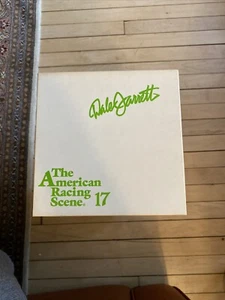 Dale Jarrett
The
American
Racing
Scene. 17